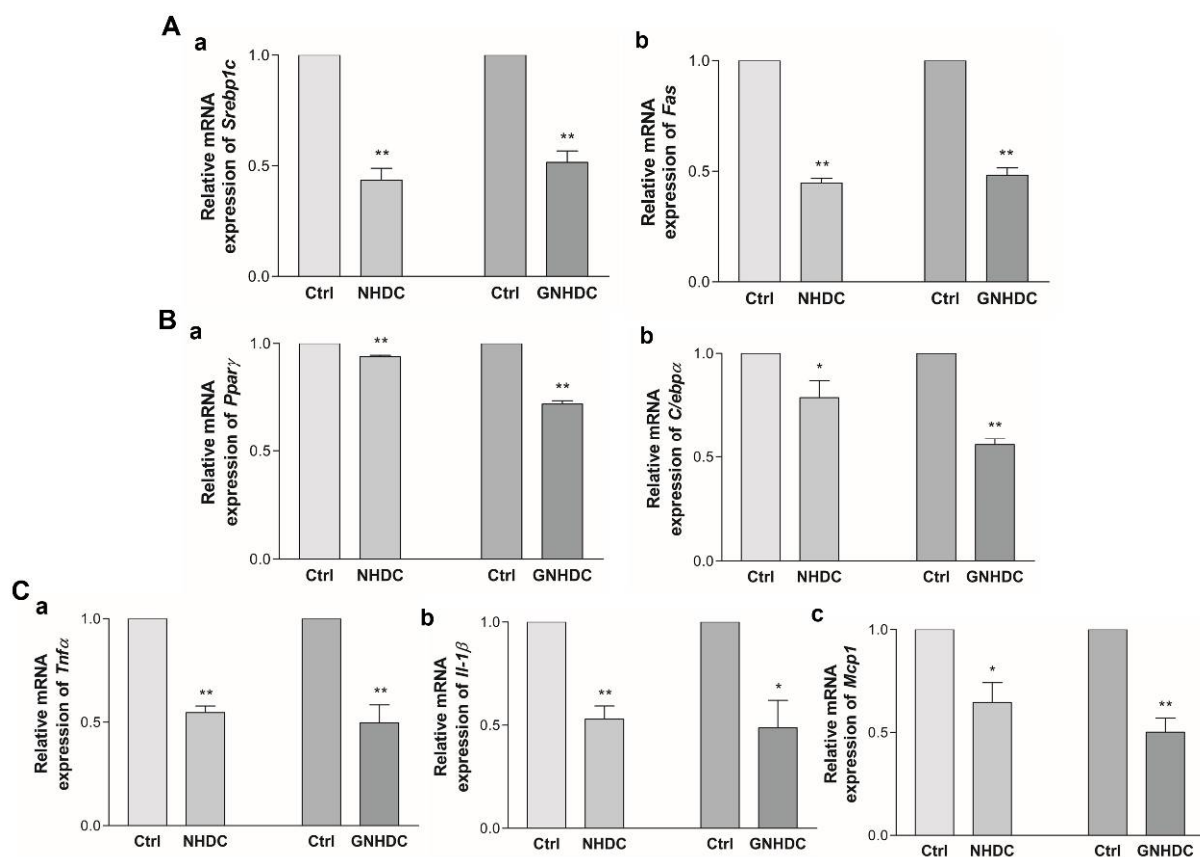 A
a
Relative mRNA
expression of Srebp1c
1.0
0.5
0.0
**
**
Ctrl NHDC Ctrl GNHDC
b
Relative mRNA
expression of Fas
1.0
0.5
0.0
**
**
Ctrl NHDC Ctrl GNHDC
B
a
Relative mRNA
expression of Pparγ
1.0
0.5
0.0
**
**
Ctrl NHDC Ctrl GNHDC
b
Relative mRNA
expression of C/ebpα
1.0
0.5
0.0
*
**
Ctrl NHDC Ctrl GNHDC
C
a
Relative mRNA
expression of Tnfα
1.0
0.5
0.0
**
**
Ctrl NHDC Ctrl GNHDC
b
Relative mRNA
expression of Il-1β
1.0
0.5
0.0
**
*
Ctrl NHDC Ctrl GNHDC
c
Relative mRNA
expression of Mcp1
1.0
0.5
0.0
*
**
Ctrl NHDC Ctrl GNHDC